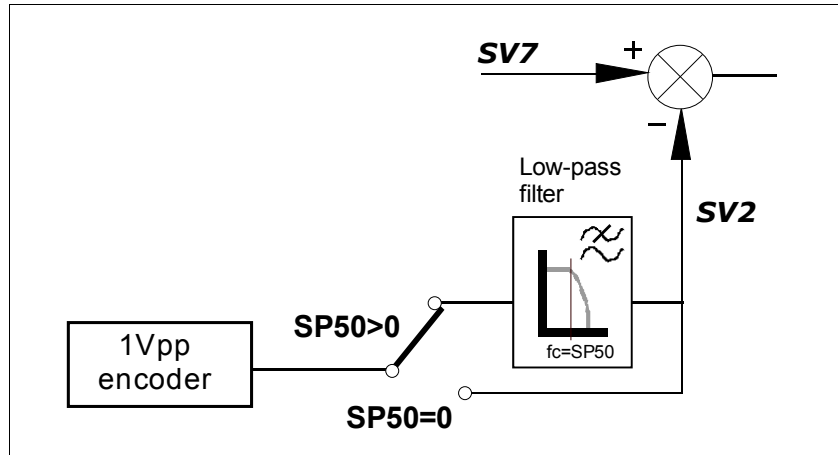 SV7
+
−
Low-pass
filter
SV2
SP50>0
fc=SP50
1Vpp
encoder
SP50=0